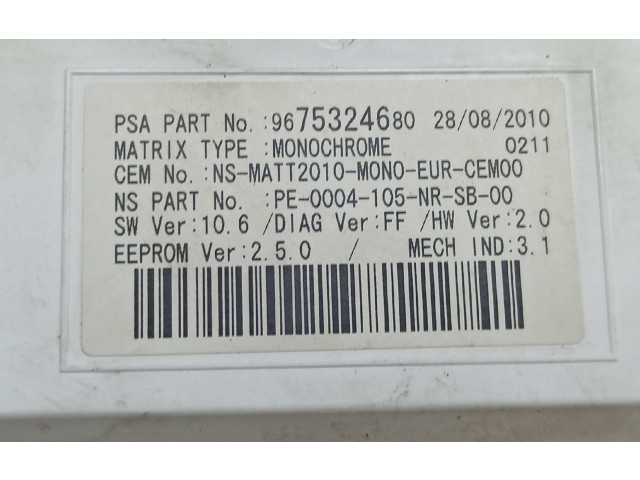 PSA PART No.:9675324680 28/08/2010
MATRIX TYPE:MONOCHROME 0211
CEM No.:NS-MATT2010-MONO-EUR-CEM00
NS PART No.:PE-0004-105-NR-SB-00
SW Ver:10.6 /DIAG Ver:FF /HW Ver:2.0
EEPROM Ver:2.5.0 / MECH IND:3.1